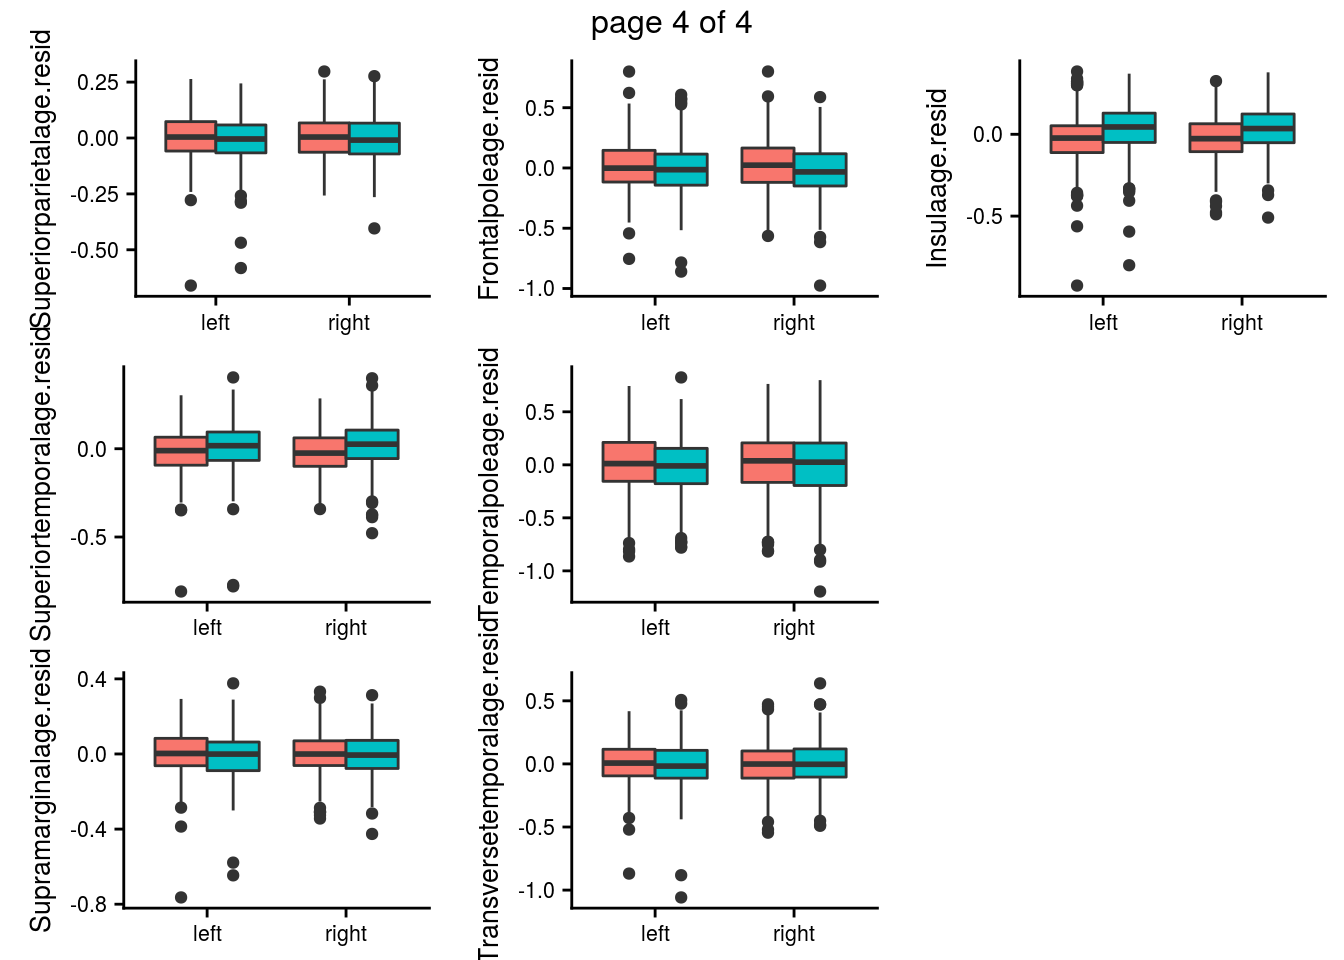 page 4 of 4
Superiorparietalage.resid
0.25
0.00
-0.25
-0.50
left right
Frontalpoleage.resid
0.5
0.0
-0.5
-1.0
left right
Insulaage.resid
0.0
-0.5
left right
Superiortemporalage.resid
0.0
-0.5
left right
Temporalpoleage.resid
0.5
0.0
-0.5
-1.0
left right
Supramarginalage.resid
0.4
0.0
-0.4
-0.8
left right
Transversetemporalage.resid
0.5
0.0
-0.5
-1.0
left right